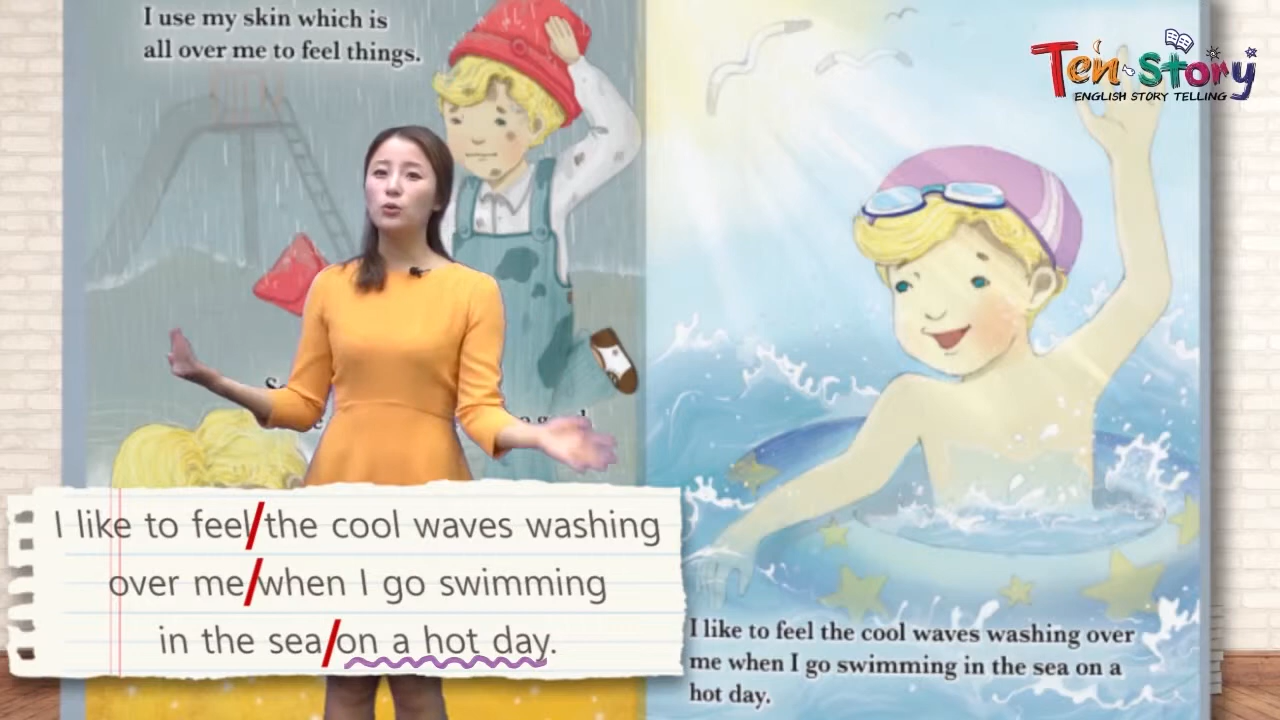 I use my skin which is
all over me to feel things.
Ten Story
ENGLISH STORY TELLING
I like to feel/the cool waves washing
over me/when I go swimming
in the sea/on a hot day.
I like to feel the cool waves washing over
me when I go swimming in the sea on a
hot day.